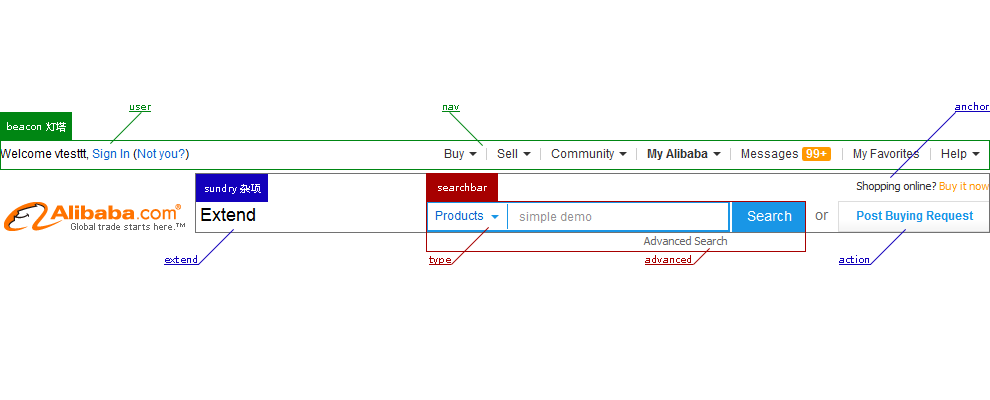 user
nav
anchor
beacon 灯塔
Welcome vtesttt, Sign In (Not you?)
Buy
Sell
Community
My Alibaba
Messages 99+
My Favorites
Help
sundry 杂项
searchbar
Shopping online? Buy it now
Alibaba.com®
Global trade starts here.™
Extend
Products
simple demo
Search
or
Post Buying Request
Advanced Search
extend
type
advanced
action